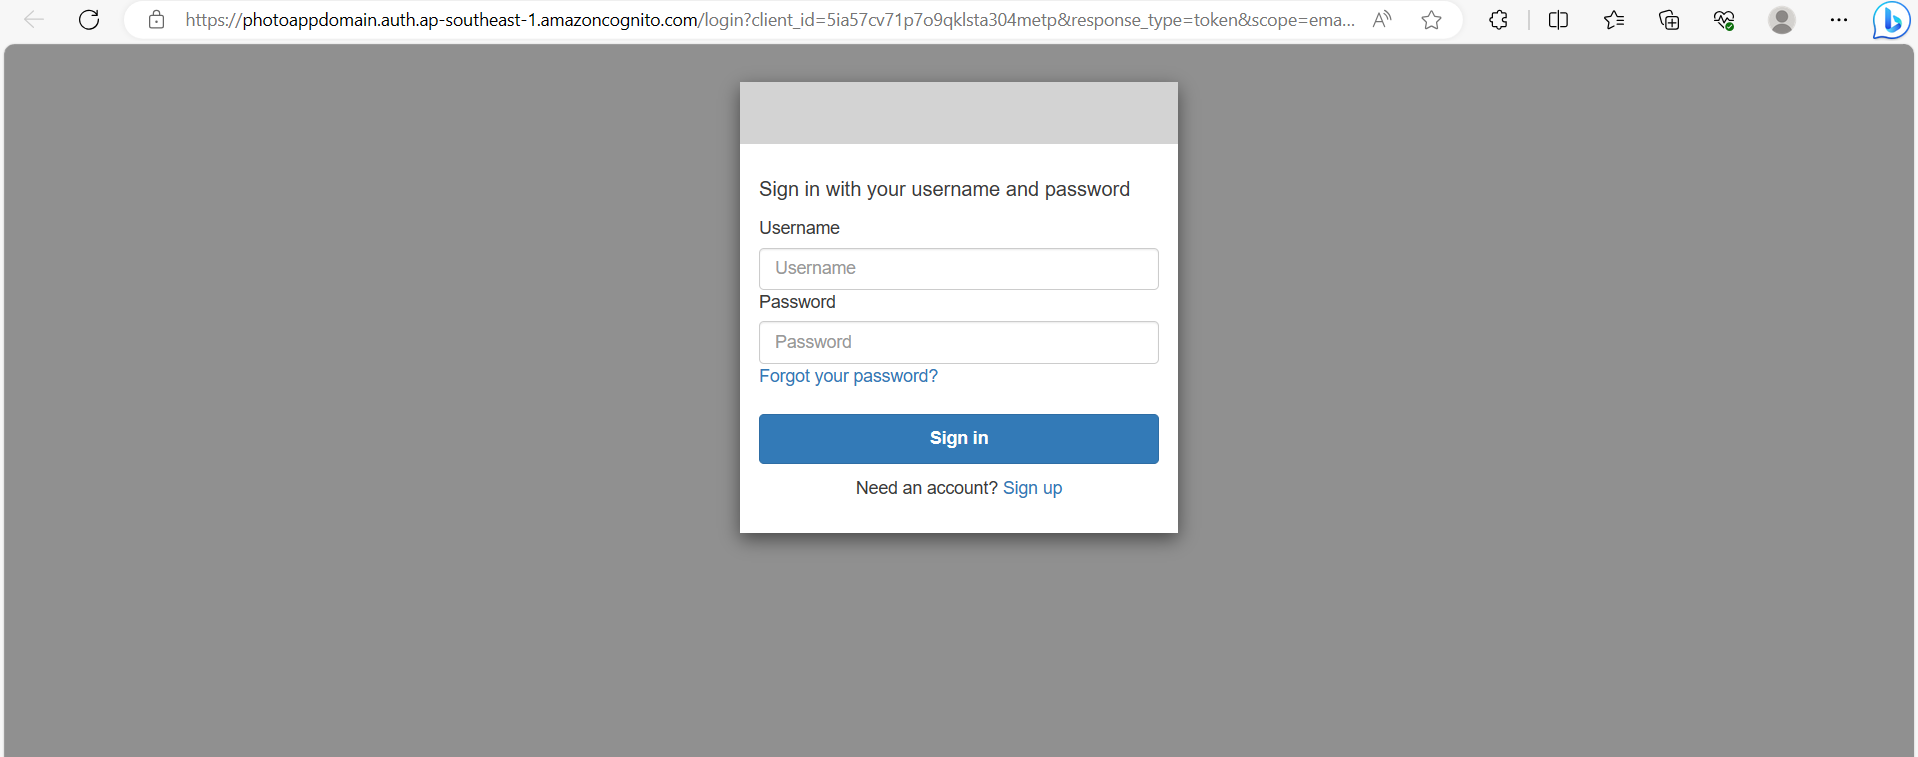 https://photoappdomain.auth.ap-southeast-1.amazoncognito.com/login?client_id=5ia57cv71p7o9qklsta304metp&response_type=token&scope=ema...
Sign in with your username and password
Username
Username
Password
Password
Forgot your password?
Sign in
Need an account? Sign up